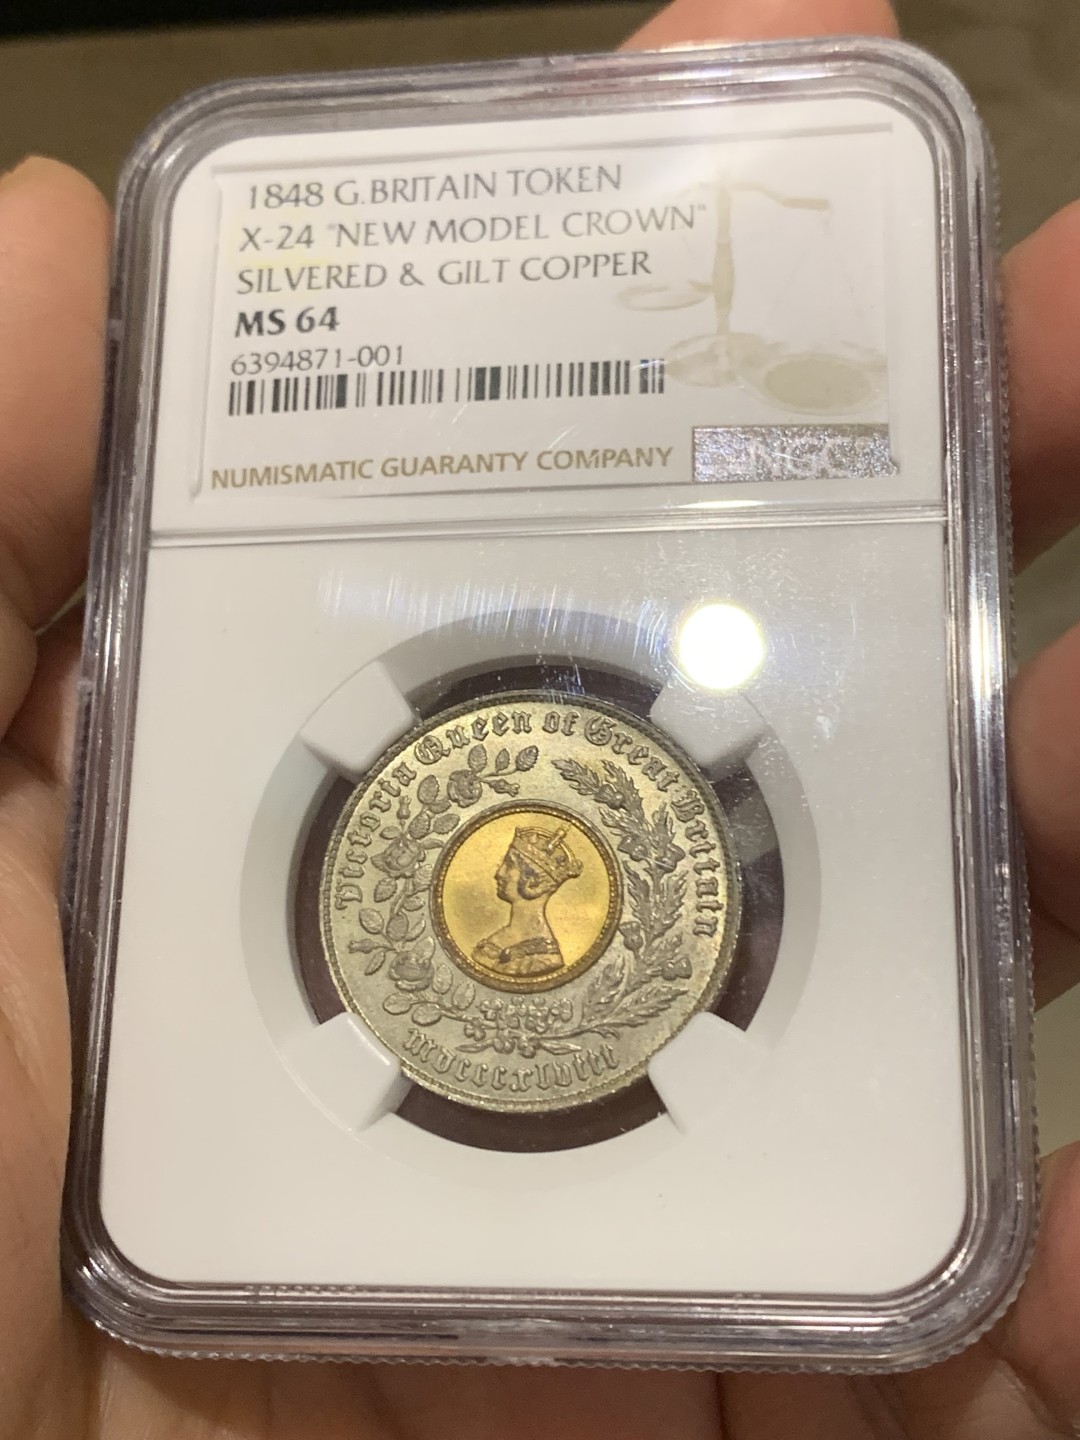 1848 G.BRITAIN TOKEN
X-24 "NEW MODEL CROWN"
SILVERED & GILT COPPER
MS 64
6394871-001
NUMISMATIC GUARANTY COMPANY
NGC
Victoria Queen of Great Britain
MDCCCXLVIII